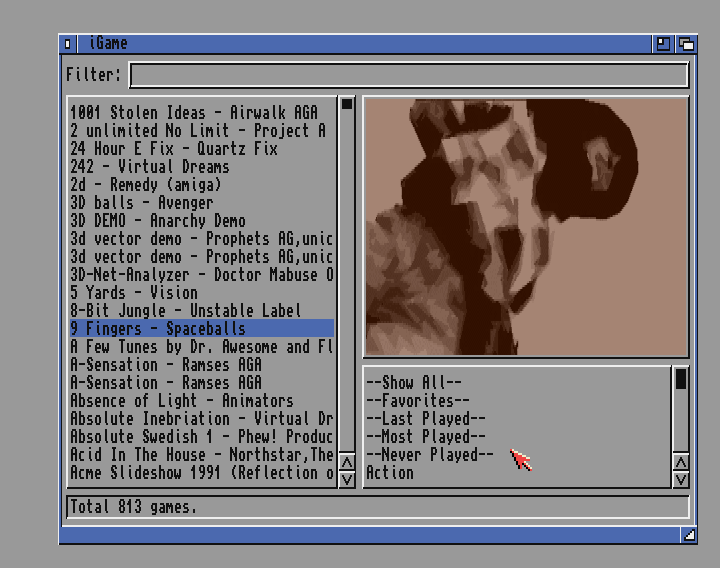 iGame
Filter:
1001 Stolen Ideas - Airwalk AGA
2 unlimited No Limit - Project A
24 Hour E Fix - Quartz Fix
242 - Virtual Dreams
2d - Remedy (amiga)
3D balls - Avenger
3D DEMO - Anarchy Demo
3d vector demo - Prophets AG,unic
3d vector demo - Prophets AG,unic
3D-Net-Analyzer - Doctor Mabuse O
5 Yards - Vision
8-Bit Jungle - Unstable Label
9 Fingers - Spaceballs
A Few Tunes by Dr. Awesome and Fl
A-Sensation - Ramses AGA
A-Sensation - Ramses AGA
Absence of Light - Animators
Absolute Inebriation - Virtual Dr
Absolute Swedish 1 - Phew! Produc
Acid In The House - Northstar,The
Acme Slideshow 1991 (Reflection o
--Show All--
--Favorites--
--Last Played--
--Most Played--
--Never Played--
Action
Total 813 games.